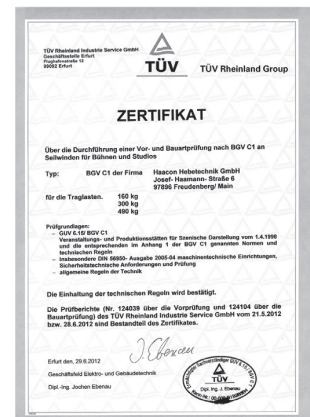 TÜV Rheinland Industrie Service GmbH
Geschäftsstelle Erfurt
Flughafenstraße 12
99092 Erfurt
TÜV
TÜV Rheinland Group
ZERTIFIKAT
Über die Durchführung einer Vor- und Bauartprüfung nach BGV C1 an
Seilwinden für Bühnen und Studios
Typ: BGV C1 der Firma Haacon Hebetechnik GmbH
Josef- Haamann- Straße 6
97896 Freudenberg/ Main
für die Traglasten. 160 kg
300 kg
490 kg
Prüfgrundlagen:
– GUV 6.15/ BGV C1
Veranstaltungs- und Produktionsstätten für Szenische Darstellung vom 1.4.1998
und die entsprechenden im Anhang 1 der BGV C1 genannten Normen und
technischen Regeln
– Insbesondere DIN 56950- Ausgabe 2005-04 maschinentechnische Einrichtungen,
Sicherheitstechnische Anforderungen und Prüfung
– allgemeine Regeln der Technik
Die Einhaltung der technischen Regeln wird bestätigt.
Die Prüfberichte (Nr. 124039 über die Vorprüfung und 124104 über die
Bauartprüfung) des TÜV Rheinland Industrie Service GmbH vom 21.5.2012
bzw. 28.6.2012 sind Bestandteil des Zertifikates.
J. Ebenau
Erfurt den, 29.6.2012
Geschäftsfeld Elektro- und Gebäudetechnik
Dipl.-Ing. Jochen Ebenau
Dipl. Ing. J. Ebenau